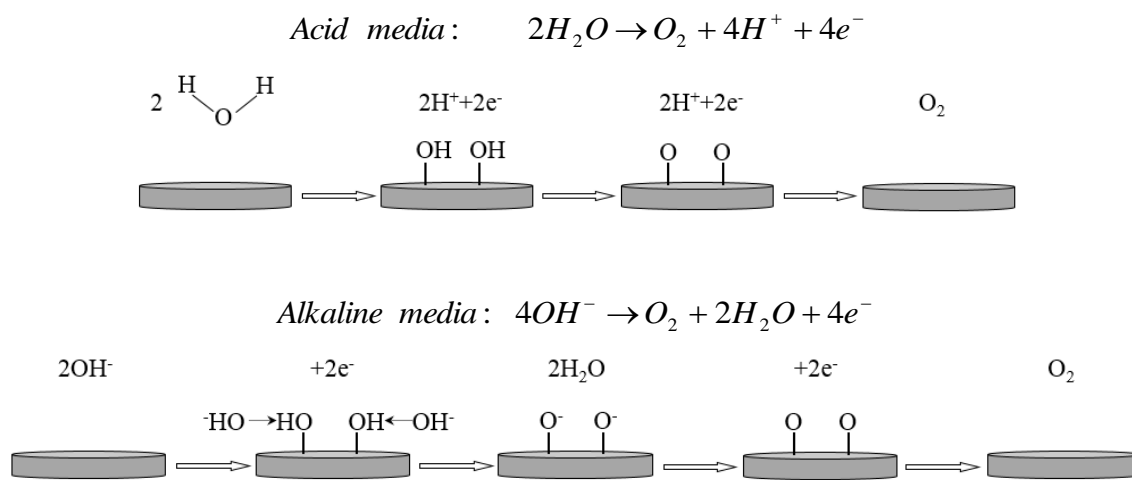 Acid media: 2H₂O → O₂ + 4H⁺ + 4e⁻
2 H H
O
2H⁺+2e⁻ 2H⁺+2e⁻ O₂
OH OH O O
Alkaline media: 4OH⁻ → O₂ + 2H₂O + 4e⁻
2OH⁻ +2e⁻ 2H₂O +2e⁻ O₂
⁻HO→HO OH←OH⁻ O⁻ O⁻ O O